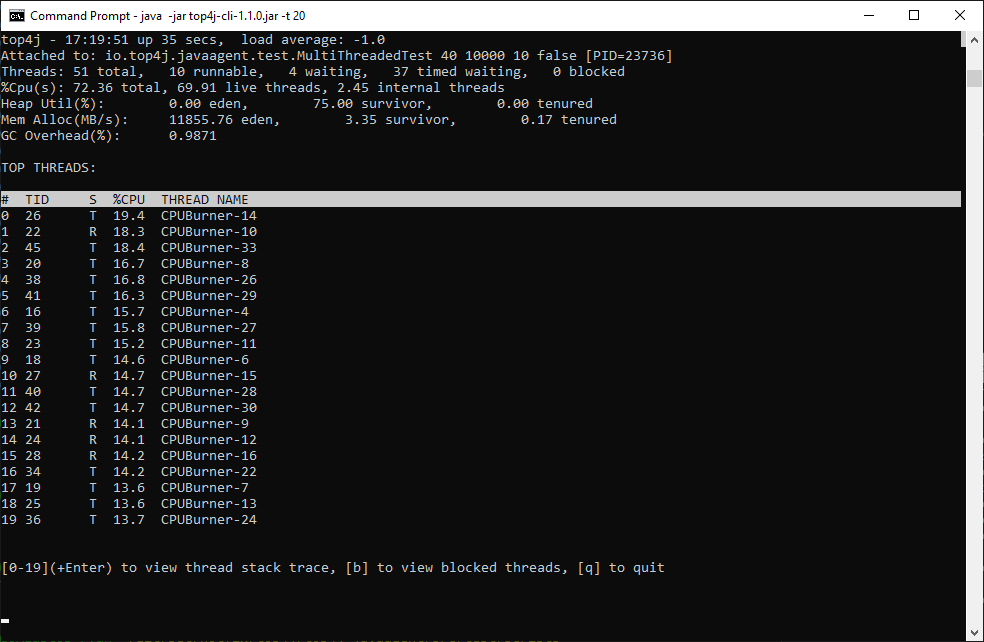 Command Prompt - java  -jar top4j-cli-1.1.0.jar -t 20
top4j - 17:19:51 up 35 secs,  load average: -1.0
Attached to: io.top4j.javaagent.test.MultiThreadedTest 40 10000 10 false [PID=23736]
Threads: 51 total,   10 runnable,   4 waiting,   37 timed waiting,   0 blocked
%Cpu(s): 72.36 total, 69.91 live threads, 2.45 internal threads
Heap Util(%):        0.00 eden,        75.00 survivor,        0.00 tenured
Mem Alloc(MB/s):     11855.76 eden,        3.35 survivor,        0.17 tenured
GC Overhead(%):      0.9871
TOP THREADS:
#  TID     S  %CPU  THREAD NAME
0  26      T  19.4  CPUBurner-14
1  22      R  18.3  CPUBurner-10
2  45      T  18.4  CPUBurner-33
3  20      T  16.7  CPUBurner-8
4  38      T  16.8  CPUBurner-26
5  41      T  16.3  CPUBurner-29
6  16      T  15.7  CPUBurner-4
7  39      T  15.8  CPUBurner-27
8  23      T  15.2  CPUBurner-11
9  18      T  14.6  CPUBurner-6
10 27      R  14.7  CPUBurner-15
11 40      T  14.7  CPUBurner-28
12 42      T  14.7  CPUBurner-30
13 21      R  14.1  CPUBurner-9
14 24      R  14.1  CPUBurner-12
15 28      R  14.2  CPUBurner-16
16 34      T  14.2  CPUBurner-22
17 19      T  13.6  CPUBurner-7
18 25      T  13.6  CPUBurner-13
19 36      T  13.7  CPUBurner-24
[0-19](+Enter) to view thread stack trace, [b] to view blocked threads, [q] to quit